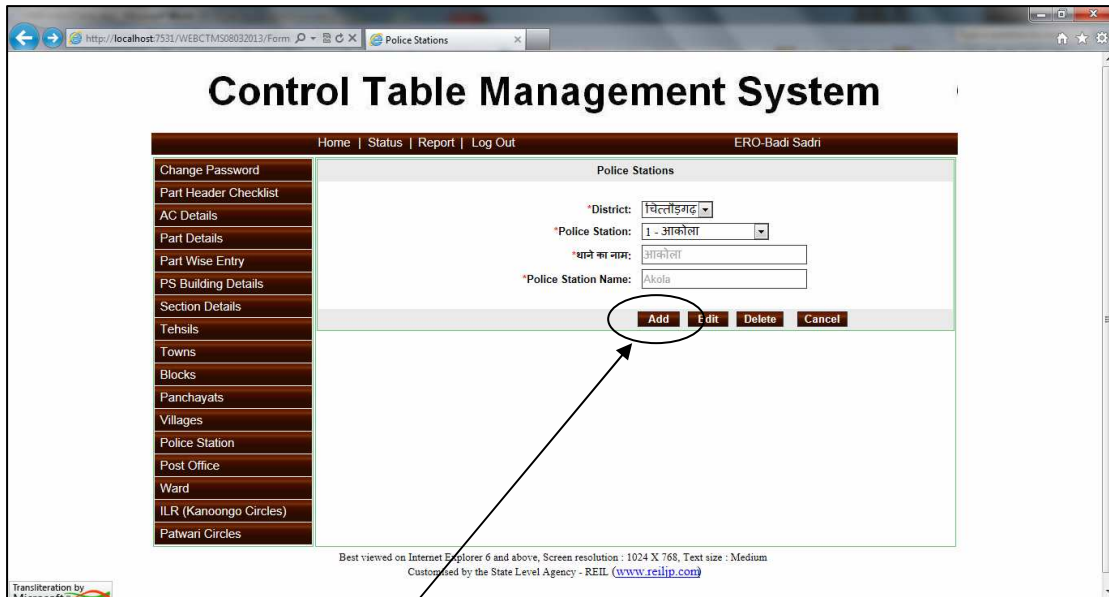 http://localhost:7531/WEBCTMS08032013/Form
Police Stations
Control Table Management System
Home | Status | Report | Log Out
ERO-Badi Sadri
Change Password
Part Header Checklist
AC Details
Part Details
Part Wise Entry
PS Building Details
Section Details
Tehsils
Towns
Blocks
Panchayats
Villages
Police Station
Post Office
Ward
ILR (Kanoongo Circles)
Patwari Circles
Police Stations
*District: चित्तौड़गढ़
*Police Station: 1 - आकोला
*थाने का नाम: आकोला
*Police Station Name: Akola
Add Edit Delete Cancel
Best viewed on Internet Explorer 6 and above, Screen resolution : 1024 X 768, Text size : Medium
Customised by the State Level Agency - REIL (www.reiljp.com)
Transliteration by